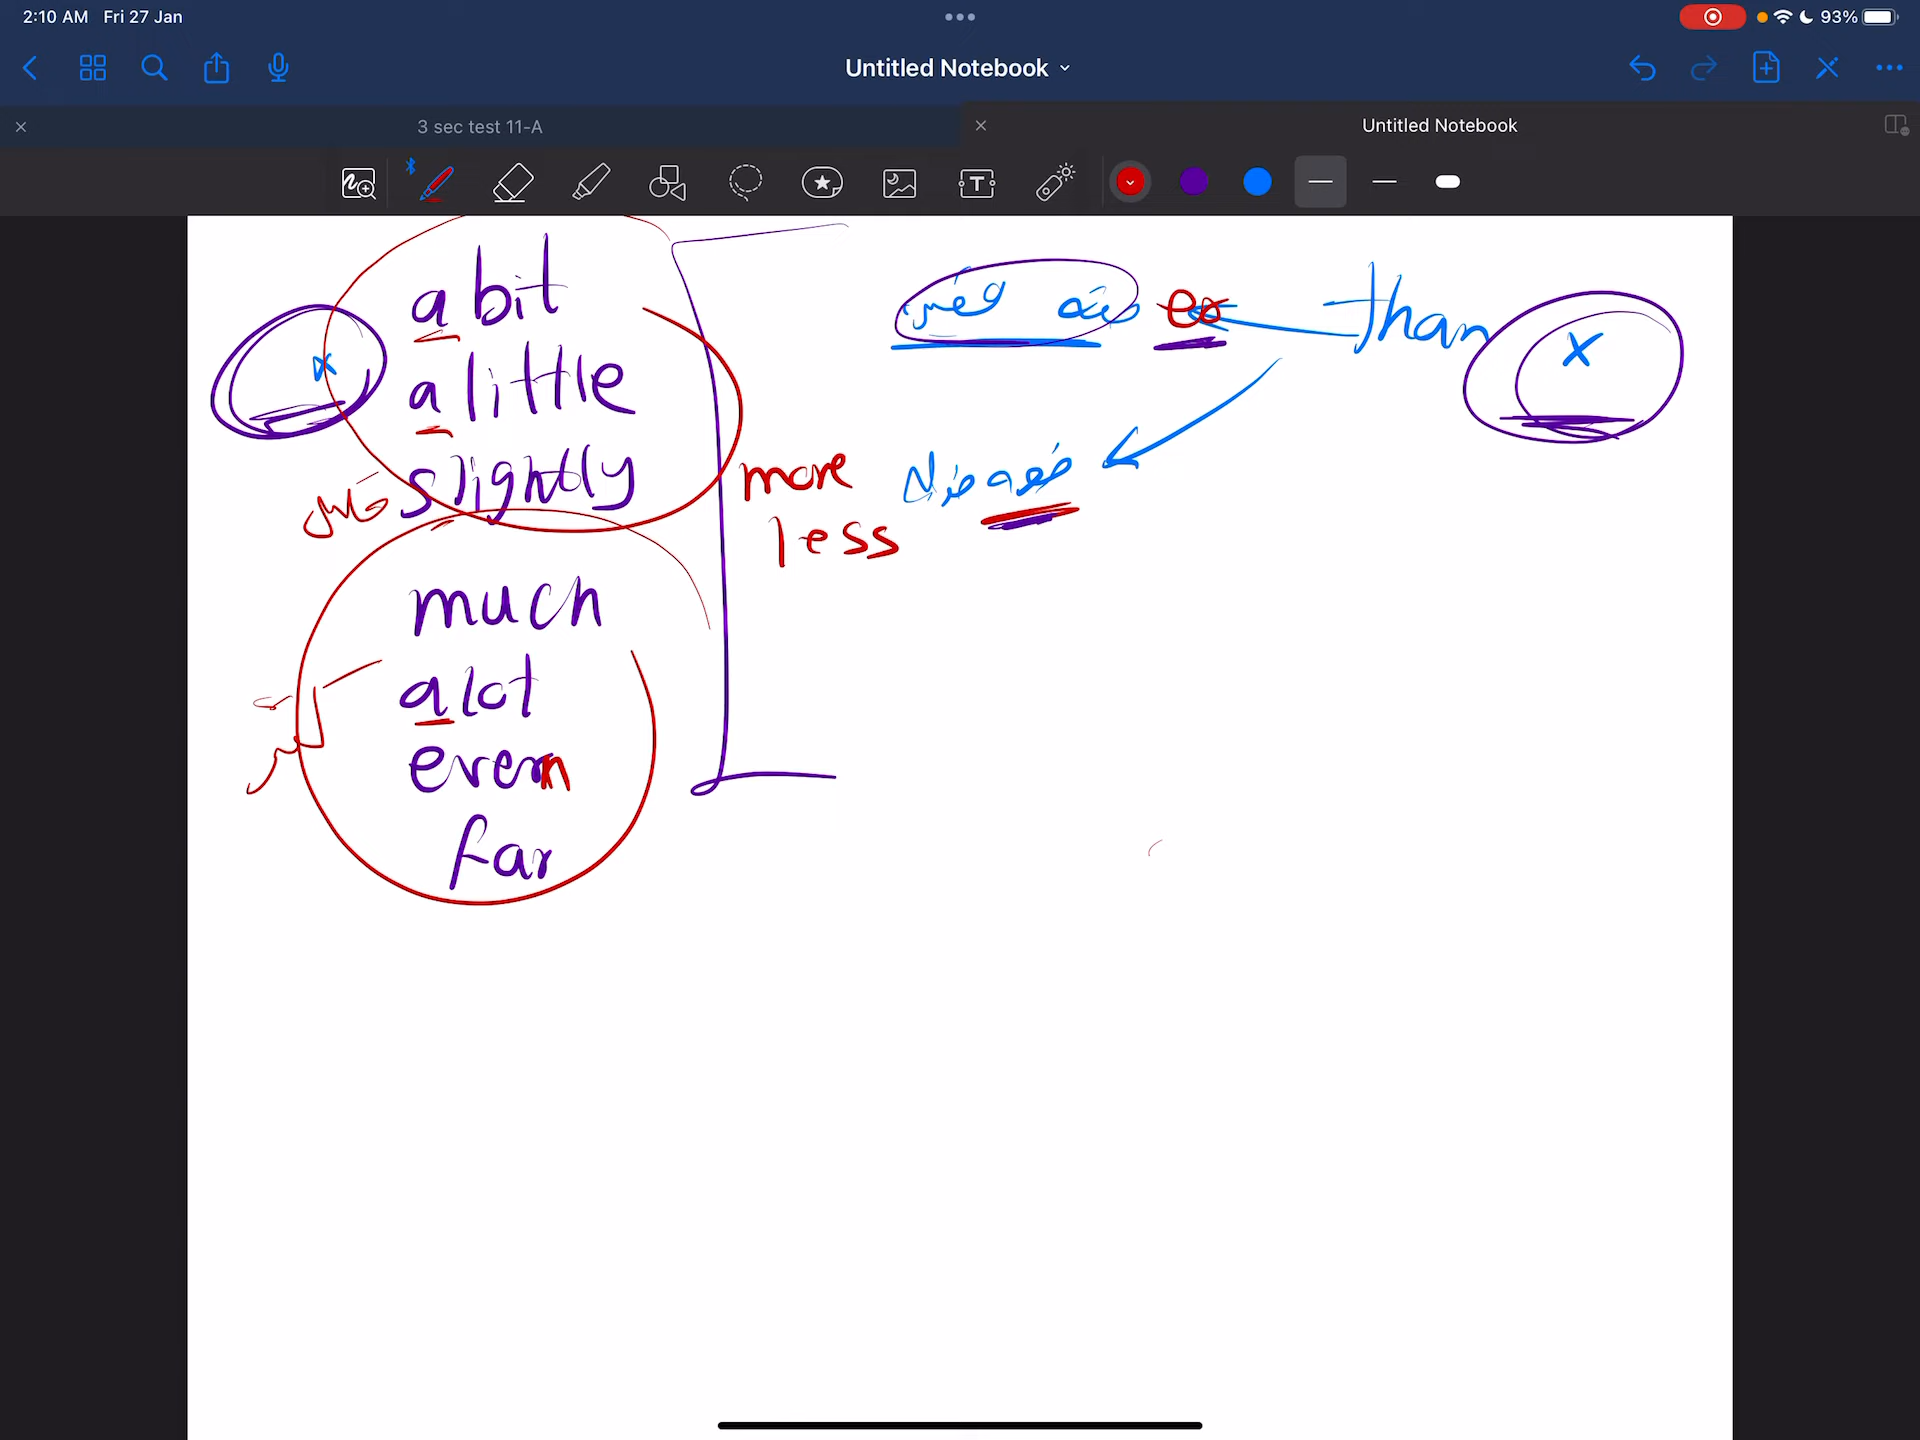 2:10 AM Fri 27 Jan
93%
Untitled Notebook
3 sec test 11-A
Untitled Notebook
a bit
a little
slightly
much
a lot
even
far
more
less
er
than
x
x